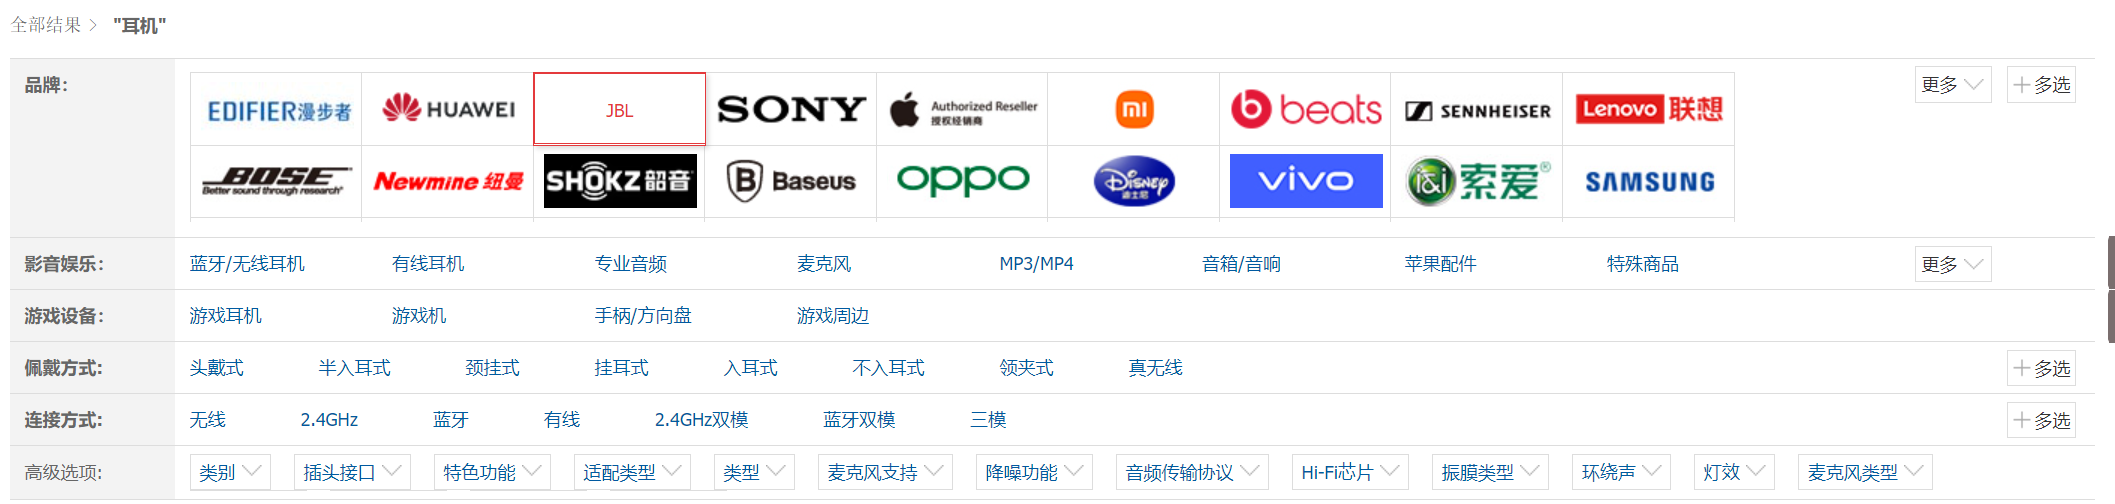 全部结果 > "耳机"
品牌：
EDIFIER漫步者 HUAWEI JBL SONY Authorized Reseller 授权经销商 mi beats SENNHEISER Lenovo 联想 更多 +多选
BOSE Better sound through research® Newmine 纽曼 SHOKZ韶音 Baseus oppo Disney 迪士尼 vivo i&i索爱® SAMSUNG
影音娱乐： 蓝牙/无线耳机 有线耳机 专业音频 麦克风 MP3/MP4 音箱/音响 苹果配件 特殊商品 更多
游戏设备： 游戏耳机 游戏机 手柄/方向盘 游戏周边
佩戴方式: 头戴式 半入耳式 颈挂式 挂耳式 入耳式 不入耳式 领夹式 真无线 +多选
连接方式: 无线 2.4GHz 蓝牙 有线 2.4GHz双模 蓝牙双模 三模 +多选
高级选项: 类别 插头接口 特色功能 适配类型 类型 麦克风支持 降噪功能 音频传输协议 Hi-Fi芯片 振膜类型 环绕声 灯效 麦克风类型